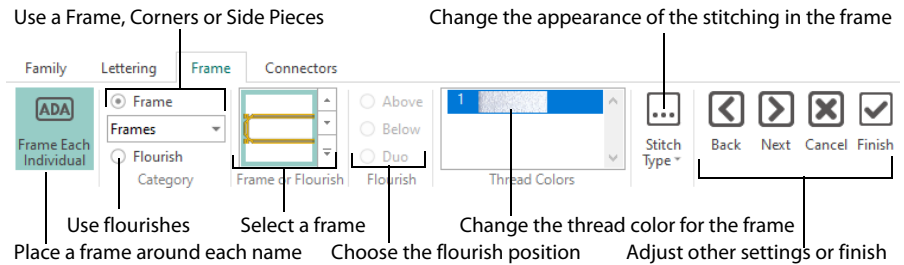 Use a Frame, Corners or Side Pieces
Change the appearance of the stitching in the frame
Family
Lettering
Frame
Connectors
ADA
Frame Each
Individual
Frame
Frames
Flourish
Category
Frame or Flourish
Above
Below
Duo
Flourish
1
Thread Colors
Stitch
Type
Back
Next
Cancel
Finish
Use flourishes
Select a frame
Change the thread color for the frame
Place a frame around each name
Choose the flourish position
Adjust other settings or finish